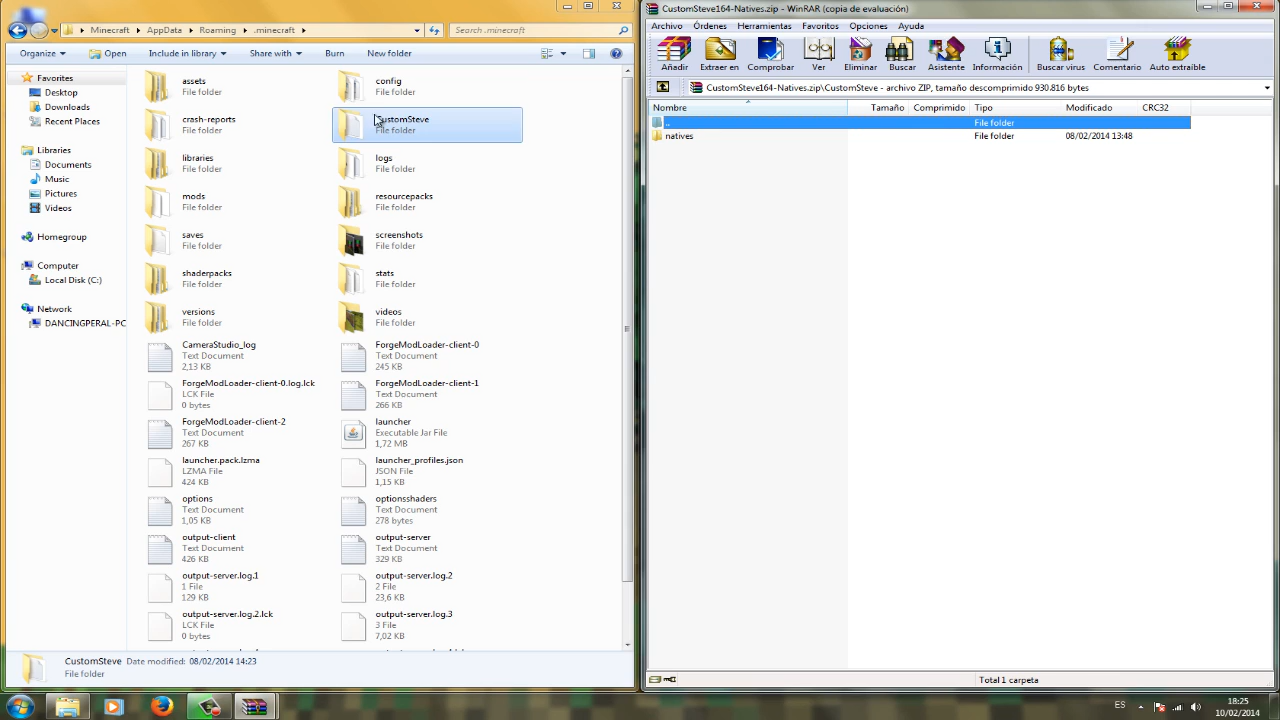 Minecraft ▸ AppData ▸ Roaming ▸ .minecraft ▸
Search .minecraft
Organize
Open
Include in library
Share with
Burn
New folder
Favorites
Desktop
Downloads
Recent Places
Libraries
Documents
Music
Pictures
Videos
Homegroup
Computer
Local Disk (C:)
Network
DANCINGPERAL-PC
assets
File folder
config
File folder
crash-reports
File folder
CustomSteve
File folder
libraries
File folder
logs
File folder
mods
File folder
resourcepacks
File folder
saves
File folder
screenshots
File folder
shaderpacks
File folder
stats
File folder
versions
File folder
videos
File folder
CameraStudio_log
Text Document
2,13 KB
ForgeModLoader-client-0
Text Document
245 KB
ForgeModLoader-client-0.log.lck
LCK File
0 bytes
ForgeModLoader-client-1
Text Document
266 KB
ForgeModLoader-client-2
Text Document
267 KB
launcher
Executable Jar File
1,72 MB
launcher.pack.lzma
LZMA File
424 KB
launcher_profiles.json
JSON File
1,15 KB
options
Text Document
1,05 KB
optionsshaders
Text Document
278 bytes
output-client
Text Document
426 KB
output-server
Text Document
329 KB
output-server.log.1
1 File
129 KB
output-server.log.2
2 File
23,6 KB
output-server.log.2.lck
LCK File
0 bytes
output-server.log.3
3 File
7,02 KB
CustomSteve Date modified: 08/02/2014 14:23
File folder
CustomSteve164-Natives.zip - WinRAR (copia de evaluación)
Archivo Órdenes Herramientas Favoritos Opciones Ayuda
Añadir Extraer en Comprobar Ver Eliminar Buscar Asistente Información Buscar virus Comentario Auto extraible
CustomSteve164-Natives.zip\CustomSteve - archivo ZIP, tamaño descomprimido 930.816 bytes
Nombre Tamaño Comprimido Tipo Modificado CRC32
.. File folder
natives File folder 08/02/2014 13:48
Total 1 carpeta
ES
18:25
10/02/2014